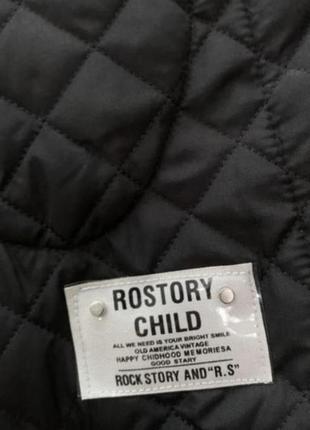 ROSTORY
CHILD
ALL WE NEED IS YOUR BRIGHT SMILE
OLD AMERICA VINTAGE
HAPPY CHIDHOOD MEMORIESA
GOOD STARY
ROCK STORY AND "R.S"